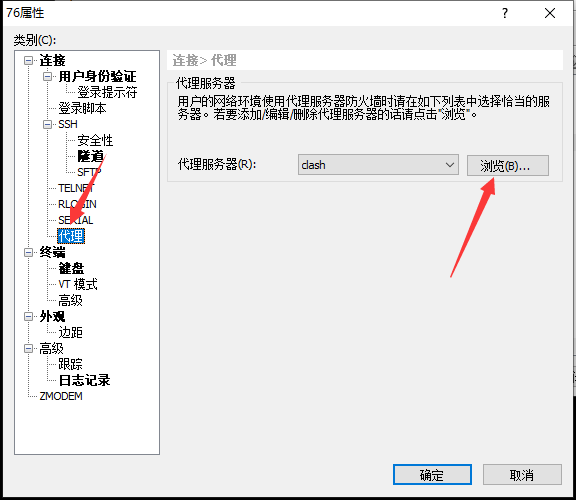 76属性
类别(C):
连接
用户身份验证
登录提示符
登录脚本
SSH
安全性
隧道
SFTP
TELNET
RLOGIN
SERIAL
代理
终端
键盘
VT 模式
高级
外观
边距
高级
跟踪
日志记录
ZMODEM
连接> 代理
代理服务器
用户的网络环境使用代理服务器防火墙时请在如下列表中选择恰当的服
务器。若要添加/编辑/删除代理服务器的话请点击"浏览"。
代理服务器(R):
clash
浏览(B)...
确定
取消